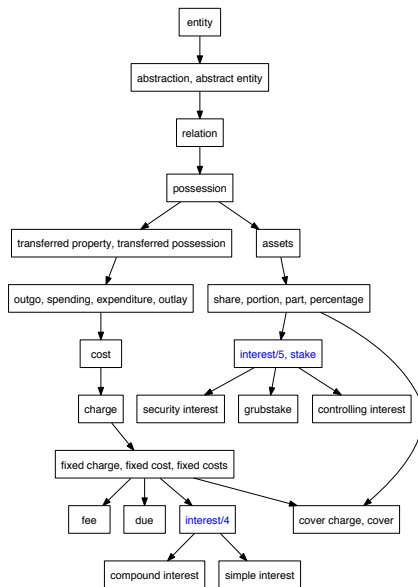 entity
abstraction, abstract entity
relation
possession
transferred property, transferred possession
assets
outgo, spending, expenditure, outlay
share, portion, part, percentage
cost
interest/5, stake
charge
security interest
grubstake
controlling interest
fixed charge, fixed cost, fixed costs
fee
due
interest/4
cover charge, cover
compound interest
simple interest